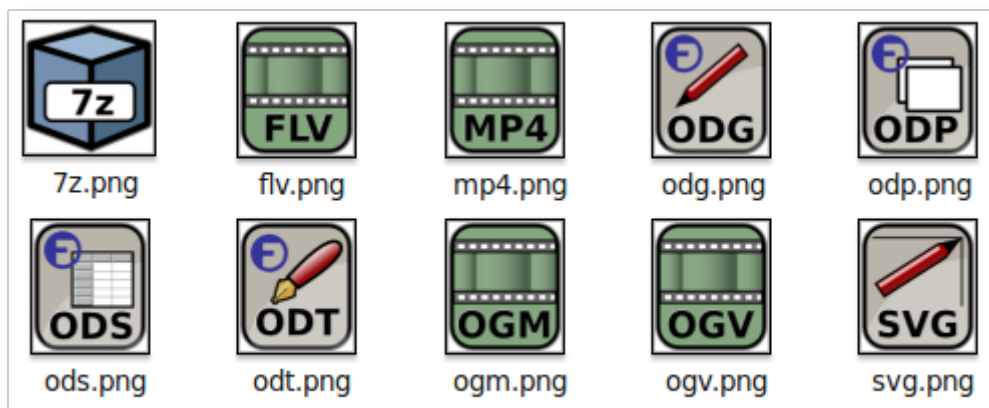 7z FLV MP4 ODG ODP
7z.png flv.png mp4.png odg.png odp.png
ODS ODT OGM OGV SVG
ods.png odt.png ogm.png ogv.png svg.png